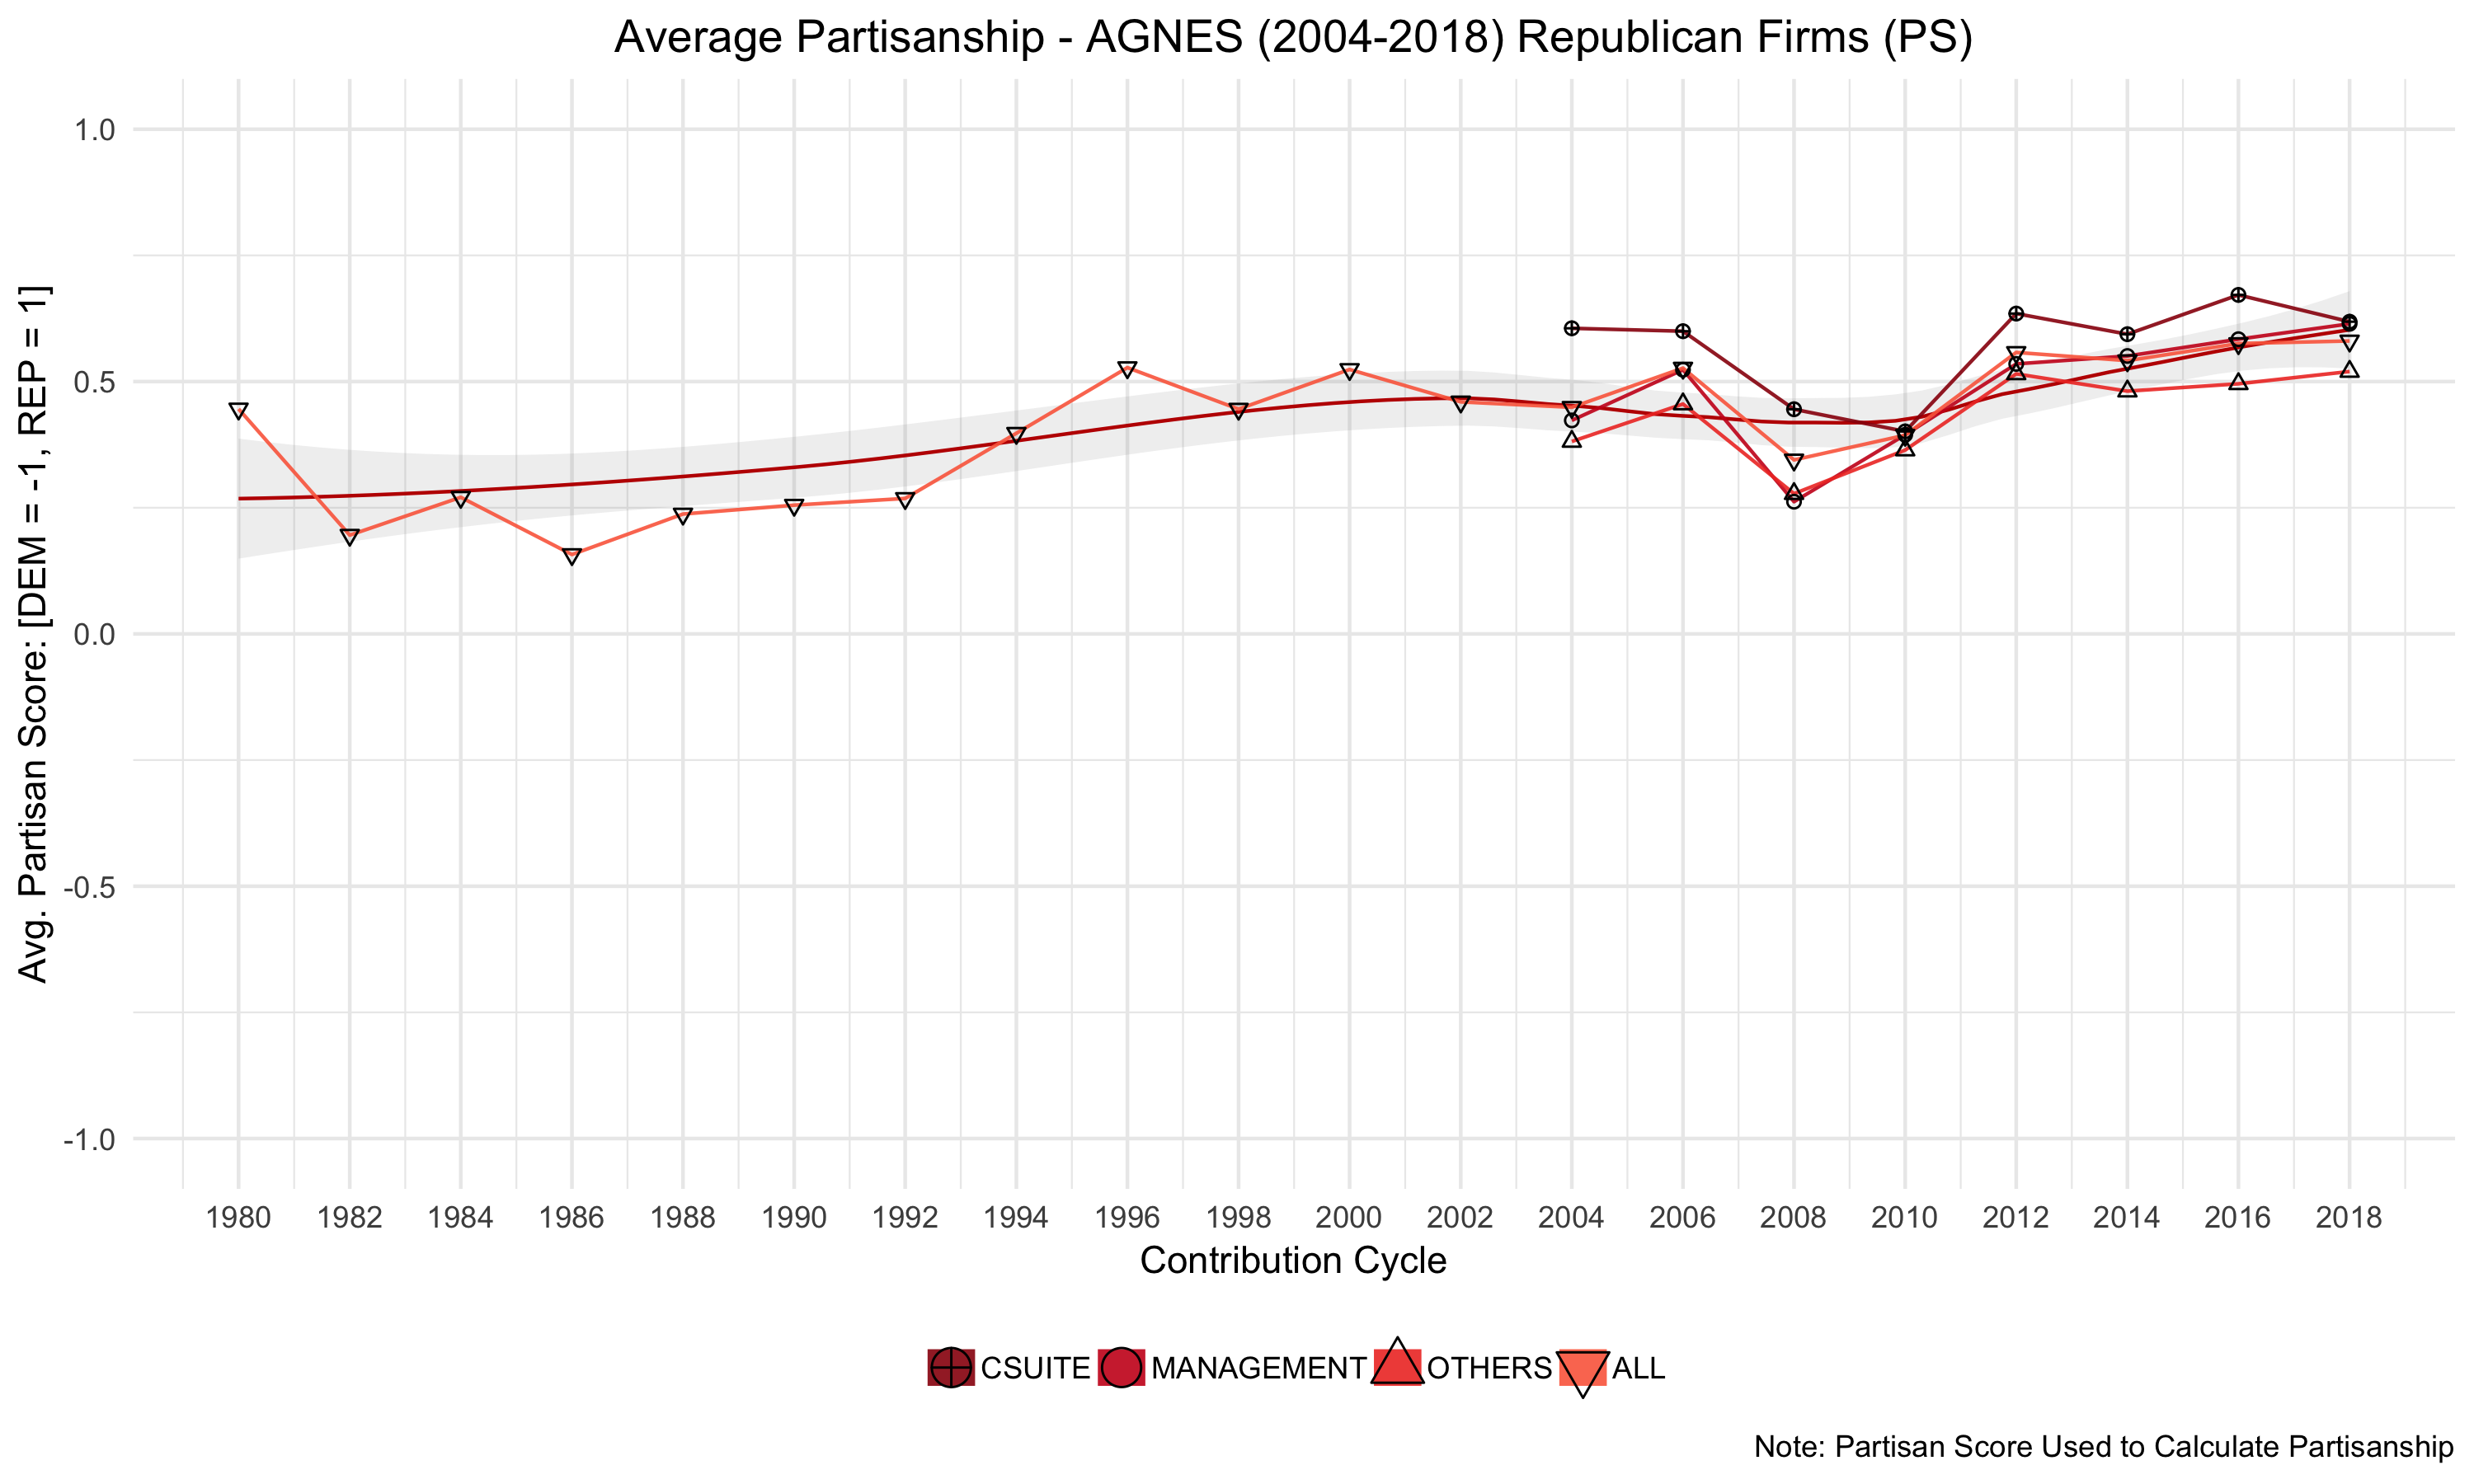 Average Partisanship - AGNES (2004-2018) Republican Firms (PS)
Avg. Partisan Score: [DEM = -1, REP = 1]
1.0
0.5
0.0
-0.5
-1.0
1980 1982 1984 1986 1988 1990 1992 1994 1996 1998 2000 2002 2004 2006 2008 2010 2012 2014 2016 2018
Contribution Cycle
CSUITE MANAGEMENT OTHERS ALL
Note: Partisan Score Used to Calculate Partisanship